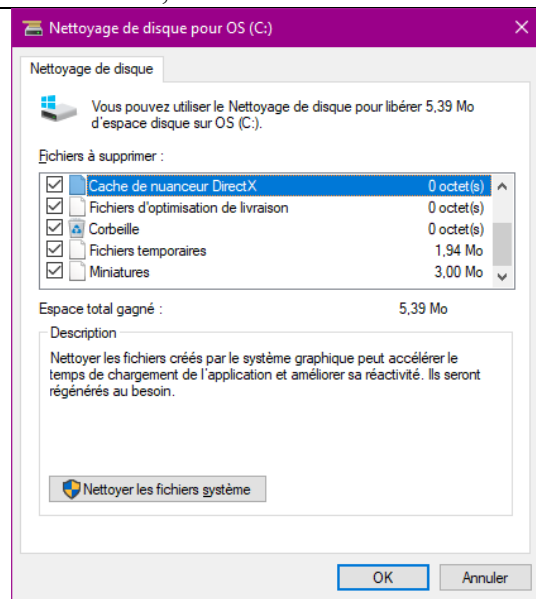 Nettoyage de disque pour OS (C:)
Nettoyage de disque
Vous pouvez utiliser le Nettoyage de disque pour libérer 5,39 Mo
d'espace disque sur OS (C:).
Fichiers à supprimer :
Cache de nuanceur DirectX 0 octet(s)
Fichiers d'optimisation de livraison 0 octet(s)
Corbeille 0 octet(s)
Fichiers temporaires 1,94 Mo
Miniatures 3,00 Mo
Espace total gagné : 5,39 Mo
Description
Nettoyer les fichiers créés par le système graphique peut accélérer le
temps de chargement de l'application et améliorer sa réactivité. Ils seront
régénérés au besoin.
Nettoyer les fichiers système
OK Annuler